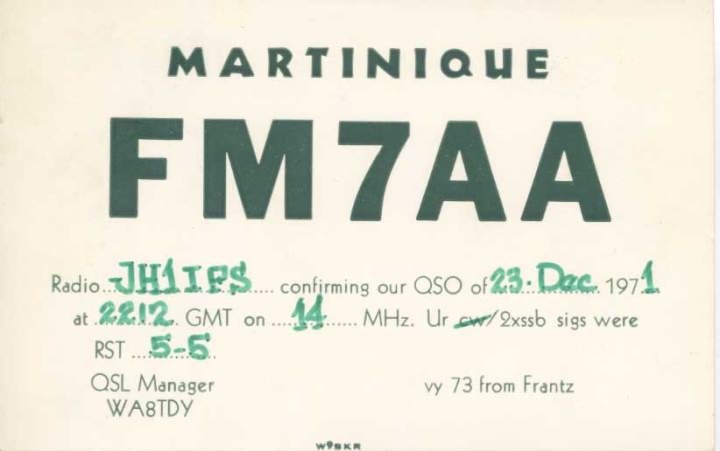 MARTINIQUE
FM7AA
Radio JH1IFS confirming our QSO of 23. Dec. 1971
at 2212 GMT on 14 MHz. Ur cw/2xssb sigs were
RST 5-5
QSL Manager
WA8TDY
vy 73 from Frantz
W9SKR